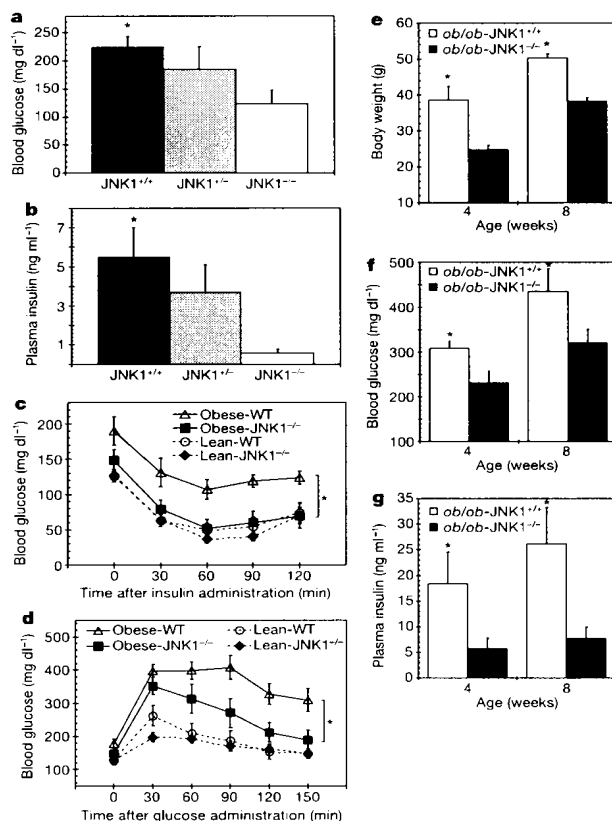 a
Blood glucose (mg dl⁻¹)
250
200
150
100
50
0
*
JNK1⁺/⁺ JNK1⁺/⁻ JNK1⁻/⁻
b
Plasma insulin (ng ml⁻¹)
7
5
3
1
*
JNK1⁺/⁺ JNK1⁺/⁻ JNK1⁻/⁻
c
Blood glucose (mg dl⁻¹)
200
150
100
50
0
Obese-WT
Obese-JNK1⁻/⁻
Lean-WT
Lean-JNK1⁻/⁻
*
0 30 60 90 120
Time after insulin administration (min)
d
Blood glucose (mg dl⁻¹)
400
300
200
100
Obese-WT Lean-WT
Obese-JNK1⁻/⁻ Lean-JNK1⁻/⁻
*
0 30 60 90 120 150
Time after glucose administration (min)
e
Body weight (g)
60
50
40
30
20
10
0
ob/ob-JNK1⁺/⁺
ob/ob-JNK1⁻/⁻
* *
4 8
Age (weeks)
f
Blood glucose (mg dl⁻¹)
500
400
300
200
100
ob/ob-JNK1⁺/⁺
ob/ob-JNK1⁻/⁻
* *
4 8
Age (weeks)
g
Plasma insulin (ng ml⁻¹)
35
30
25
20
15
10
5
0
ob/ob-JNK1⁺/⁺
ob/ob-JNK1⁻/⁻
* *
4 8
Age (weeks)